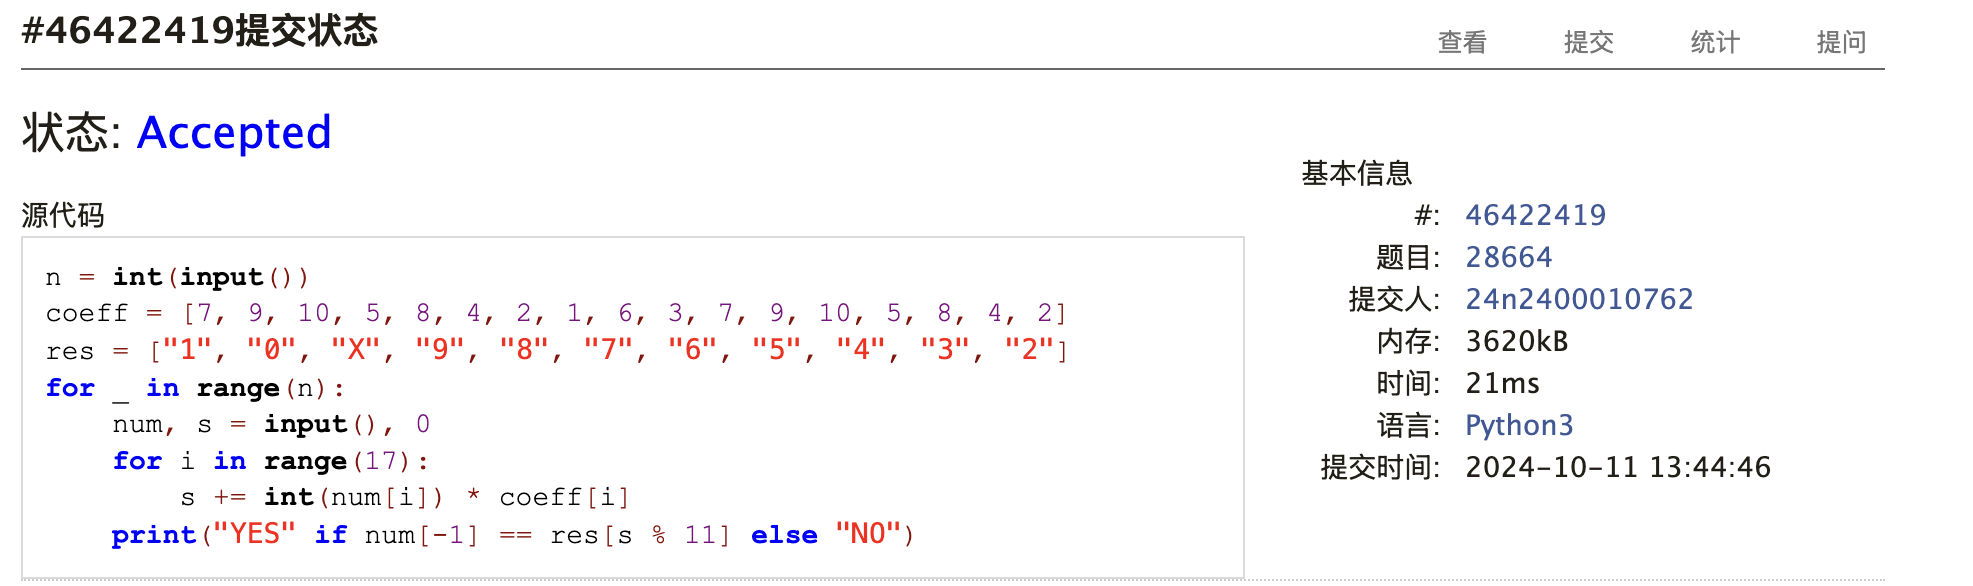 #46422419提交状态
查看 提交 统计 提问
状态: Accepted
源代码
n = int(input())
coeff = [7, 9, 10, 5, 8, 4, 2, 1, 6, 3, 7, 9, 10, 5, 8, 4, 2]
res = ["1", "0", "X", "9", "8", "7", "6", "5", "4", "3", "2"]
for _ in range(n):
    num, s = input(), 0
    for i in range(17):
        s += int(num[i]) * coeff[i]
    print("YES" if num[-1] == res[s % 11] else "NO")
基本信息
#: 46422419
题目: 28664
提交人: 24n2400010762
内存: 3620kB
时间: 21ms
语言: Python3
提交时间: 2024-10-11 13:44:46